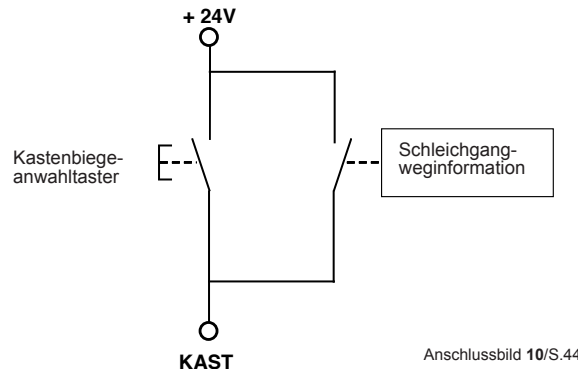 + 24V
Kastenbiege-
anwahltaster
Schleichgang-
weginformation
KAST
Anschlussbild 10/S.44